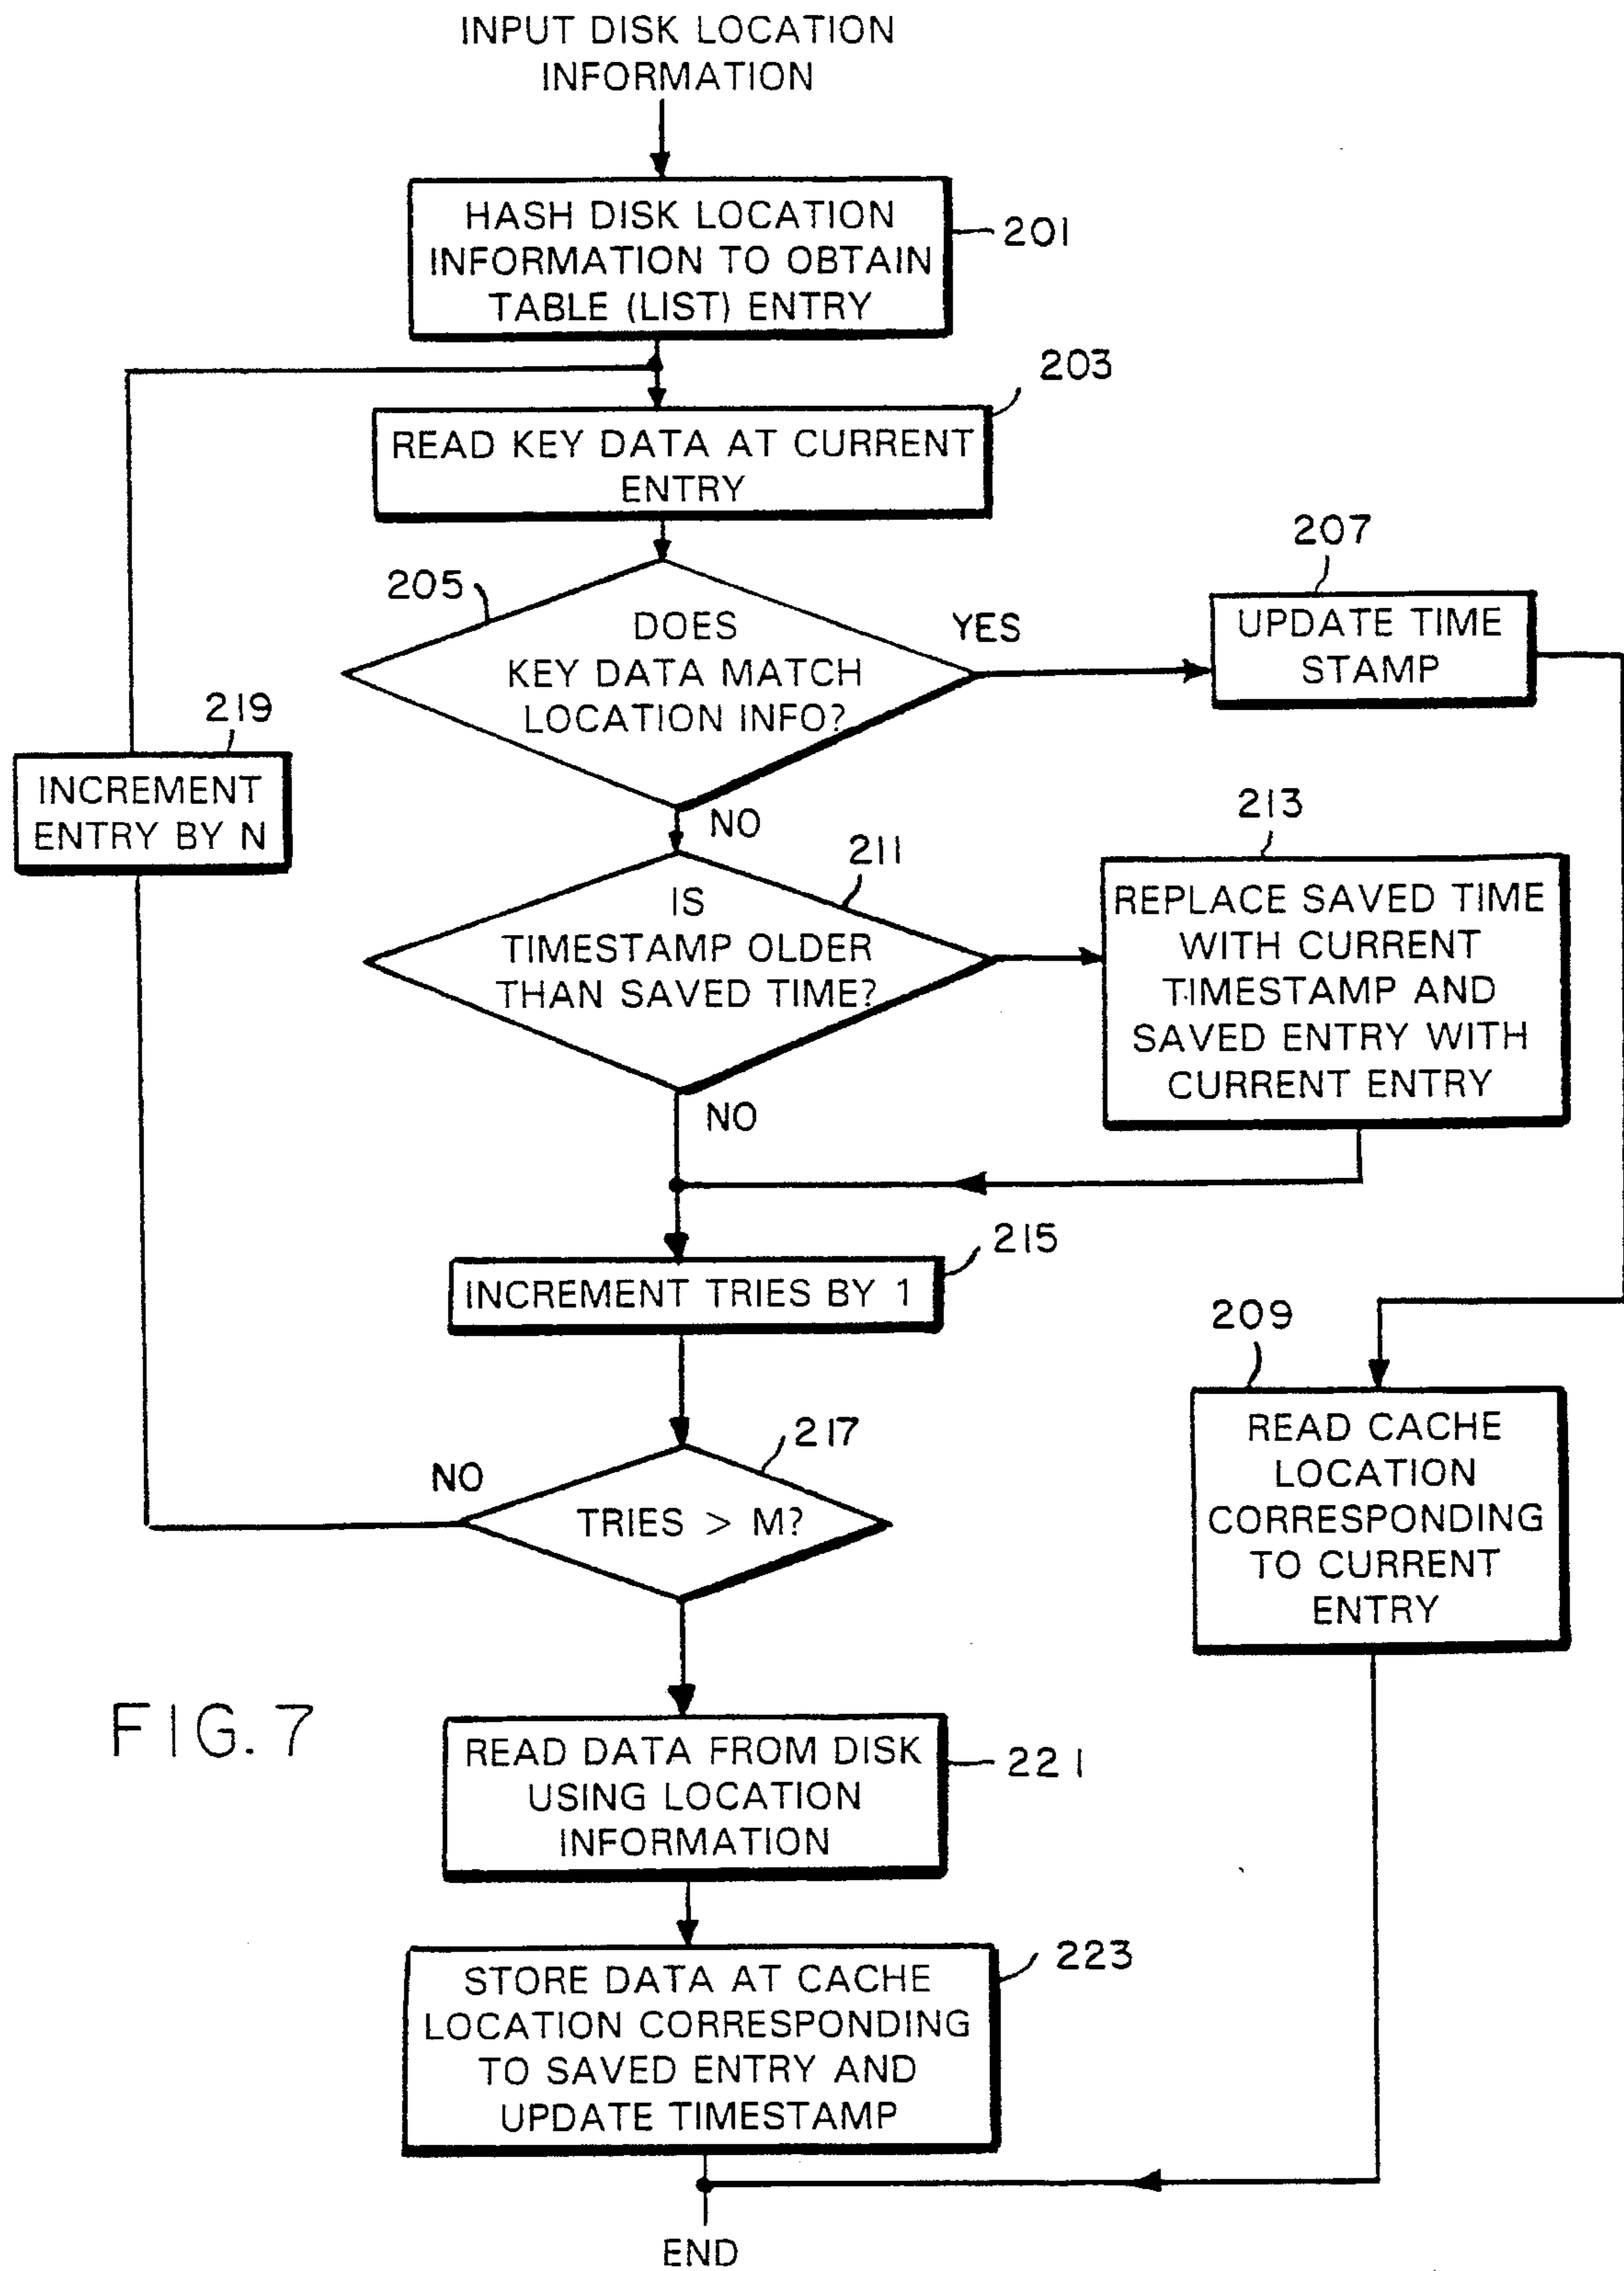 INPUT DISK LOCATION
INFORMATION
HASH DISK LOCATION
INFORMATION TO OBTAIN
TABLE (LIST) ENTRY
201
203
READ KEY DATA AT CURRENT
ENTRY
205
DOES
KEY DATA MATCH
LOCATION INFO?
YES
207
UPDATE TIME
STAMP
219
INCREMENT
ENTRY BY N
NO
211
IS
TIMESTAMP OLDER
THAN SAVED TIME?
213
REPLACE SAVED TIME
WITH CURRENT
TIMESTAMP AND
SAVED ENTRY WITH
CURRENT ENTRY
NO
215
INCREMENT TRIES BY 1
217
NO
TRIES > M?
209
READ CACHE
LOCATION
CORRESPONDING
TO CURRENT
ENTRY
FIG. 7
READ DATA FROM DISK
USING LOCATION
INFORMATION
221
223
STORE DATA AT CACHE
LOCATION CORRESPONDING
TO SAVED ENTRY AND
UPDATE TIMESTAMP
END